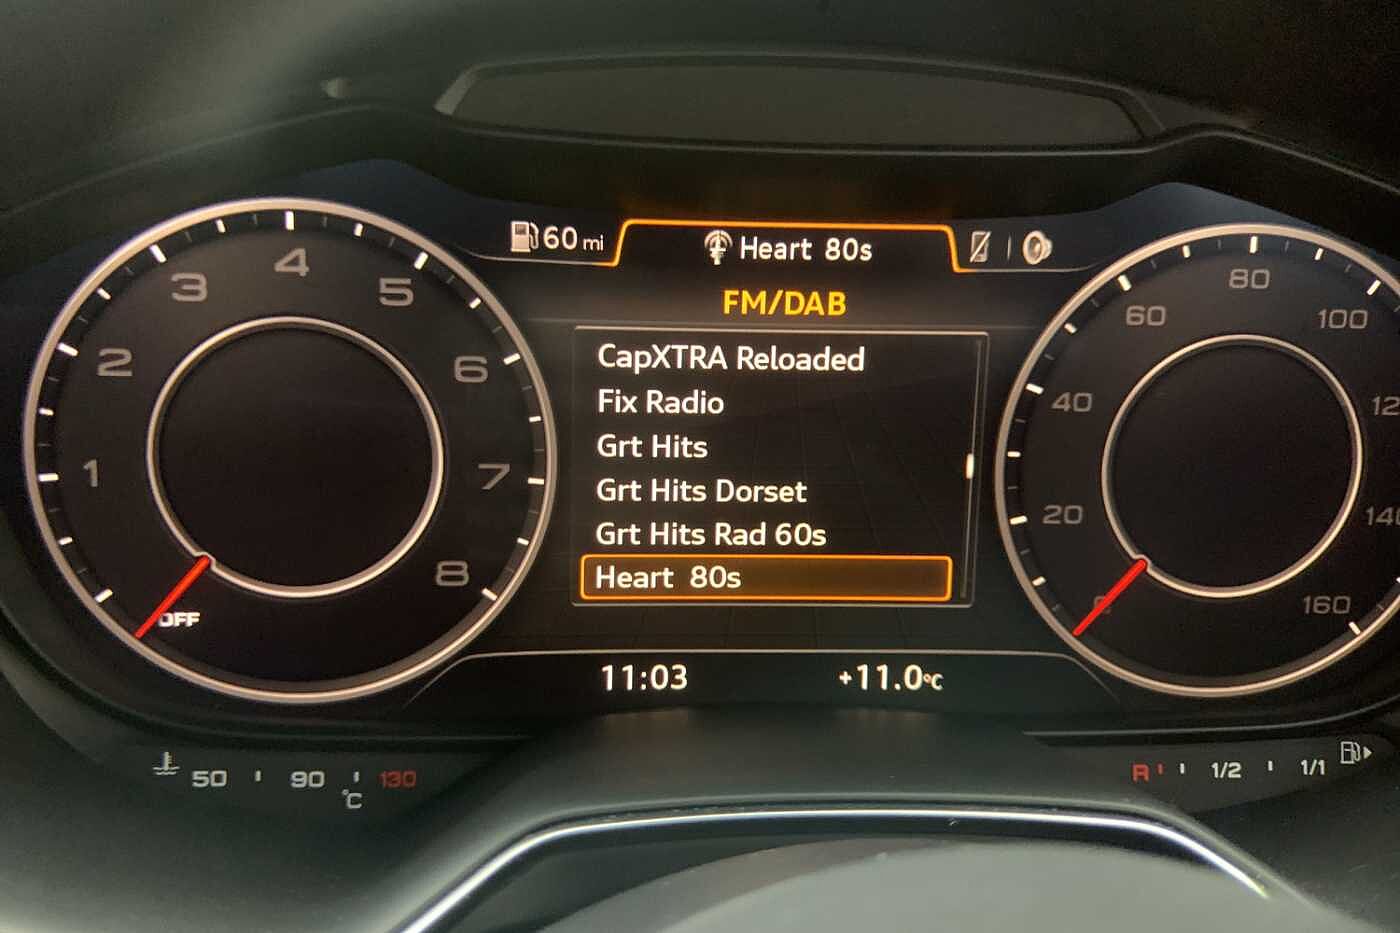 60 mi
Heart 80s
FM/DAB
CapXTRA Reloaded
Fix Radio
Grt Hits
Grt Hits Dorset
Grt Hits Rad 60s
Heart 80s
11:03
+11.0°C
OFF
1
2
3
4
5
6
7
8
20
40
60
80
100
160
50
90
130
°C
R
1/2
1/1